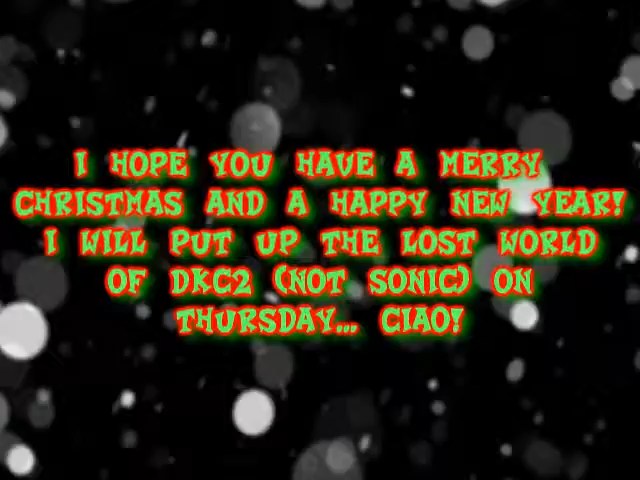 I HOPE YOU HAVE A MERRY
CHRISTMAS AND A HAPPY NEW YEAR!
I WILL PUT UP THE LOST WORLD
OF DKC2 (NOT SONIC) ON
THURSDAY... CIAO!